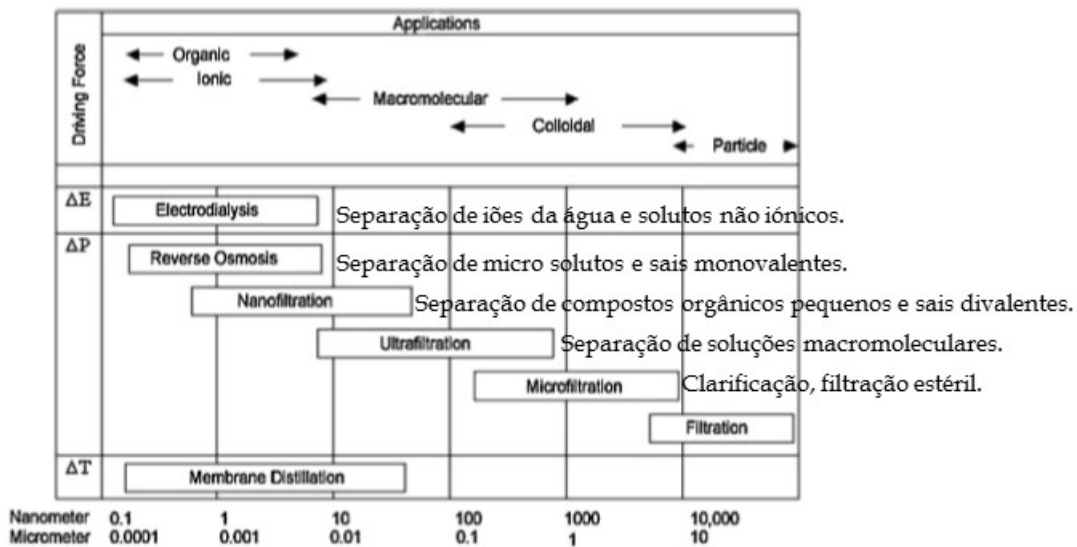 Applications
Driving Force
Organic
Ionic
Macromolecular
Colloidal
Particle
ΔE
Electrodialysis
Separação de iões da água e solutos não iónicos.
ΔP
Reverse Osmosis
Separação de micro solutos e sais monovalentes.
Nanofiltration
Separação de compostos orgânicos pequenos e sais divalentes.
Ultrafiltration
Separação de soluções macromoleculares.
Microfiltration
Clarificação, filtração estéril.
Filtration
ΔT
Membrane Distillation
Nanometer 0.1 1 10 100 1000 10,000
Micrometer 0.0001 0.001 0.01 0.1 1 10